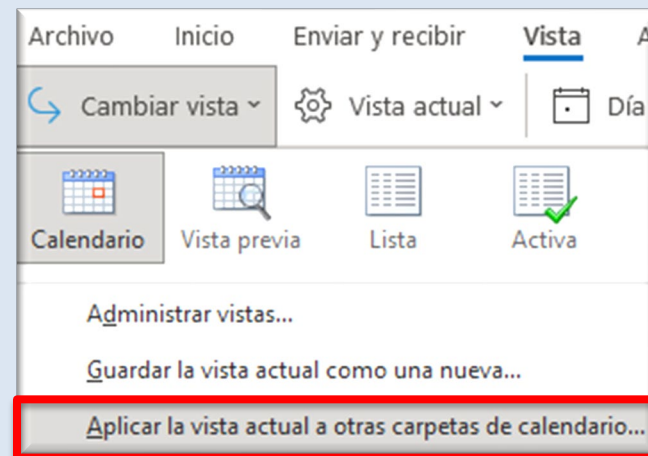 Archivo Inicio Enviar y recibir Vista A
Cambiar vista Vista actual Día
Calendario Vista previa Lista Activa
Administrar vistas...
Guardar la vista actual como una nueva...
Aplicar la vista actual a otras carpetas de calendario...